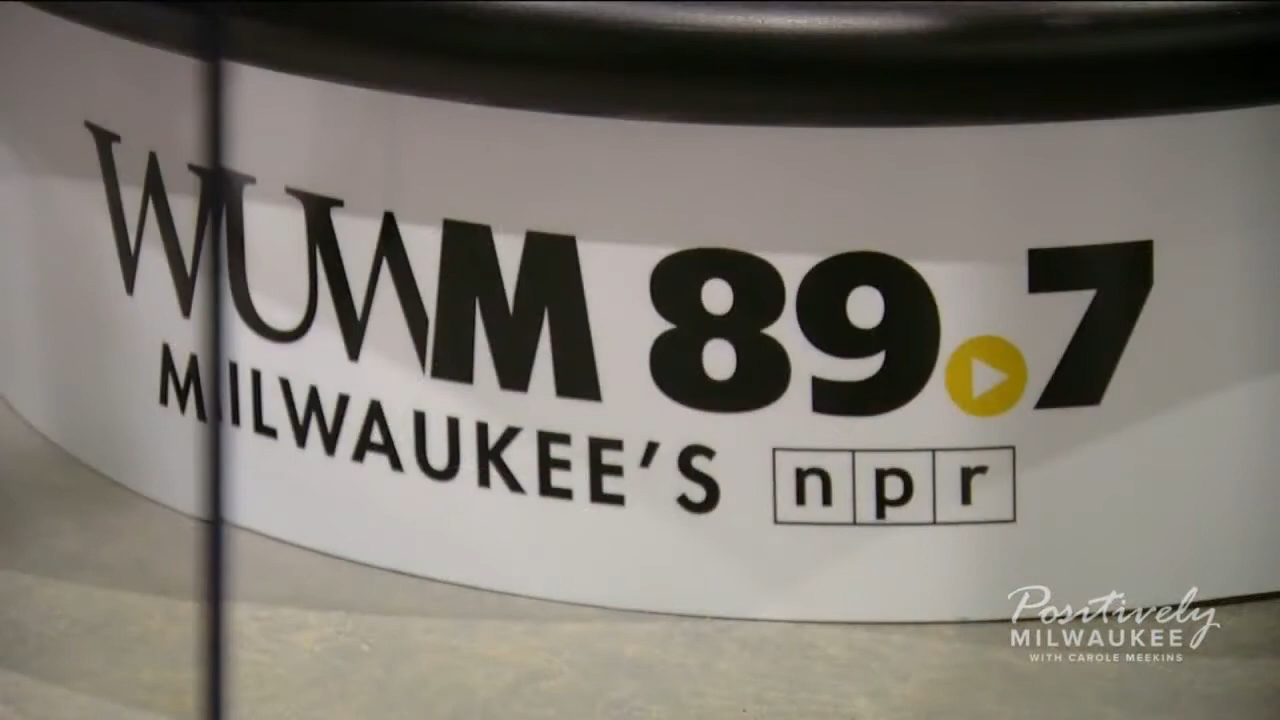 WUWM 89.7
MILWAUKEE'S npr
Positively
MILWAUKEE
WITH CAROLE MEEKINS